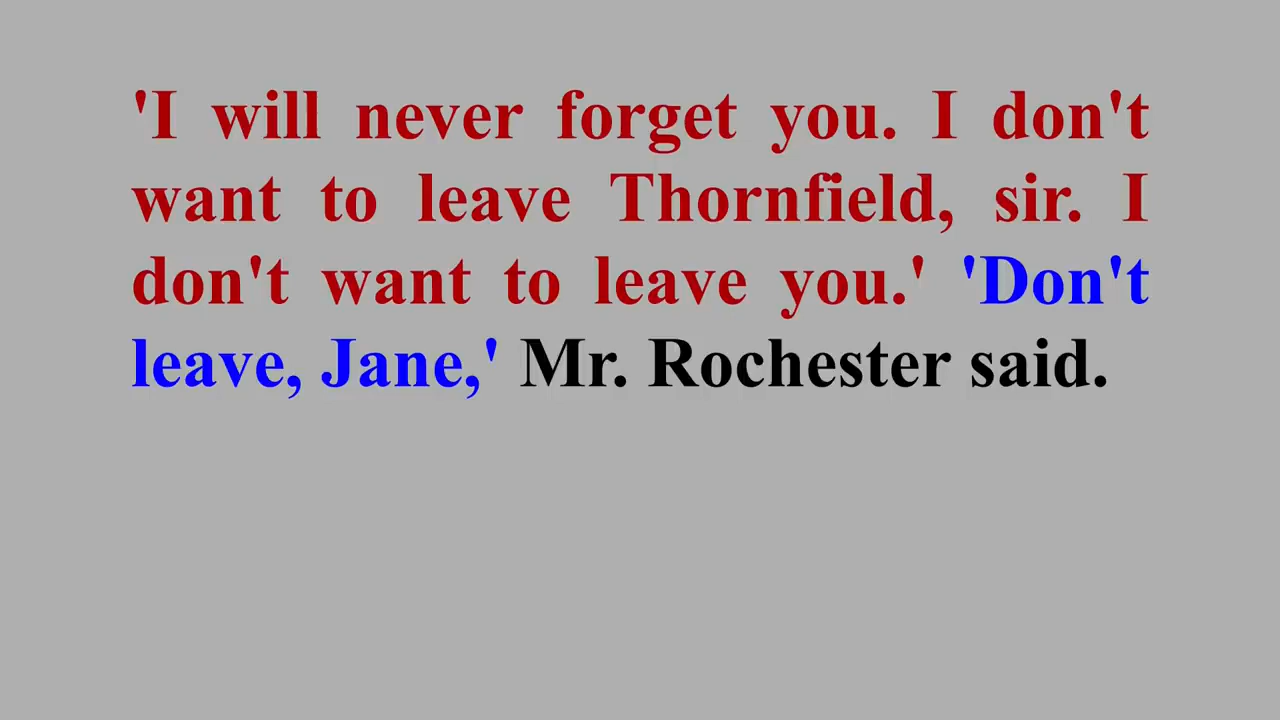 'I will never forget you. I don't
want to leave Thornfield, sir. I
don't want to leave you.' 'Don't
leave, Jane,' Mr. Rochester said.